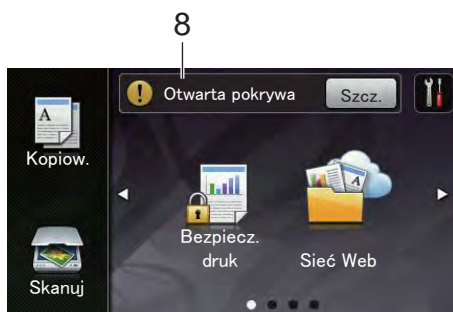 8
Otwarta pokrywa
Szcz.
Kopiow.
Bezpiecz.
druk
Sieć Web
Skanuj